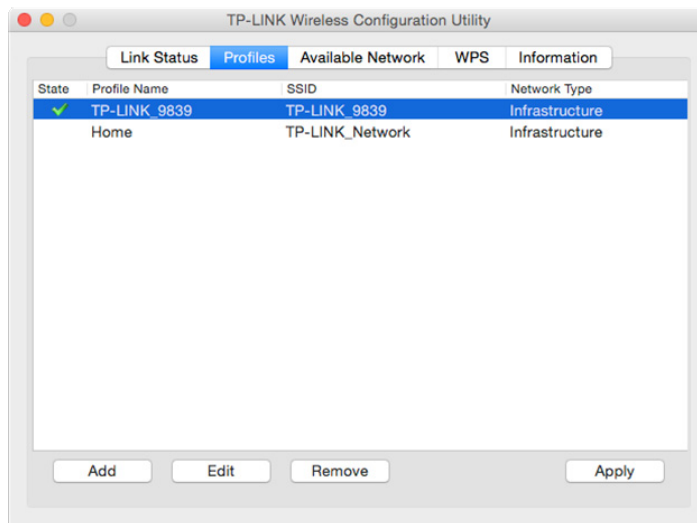 TP-LINK Wireless Configuration Utility
Link Status Profiles Available Network WPS Information
State Profile Name SSID Network Type
TP-LINK_9839 TP-LINK_9839 Infrastructure
Home TP-LINK_Network Infrastructure
Add Edit Remove Apply